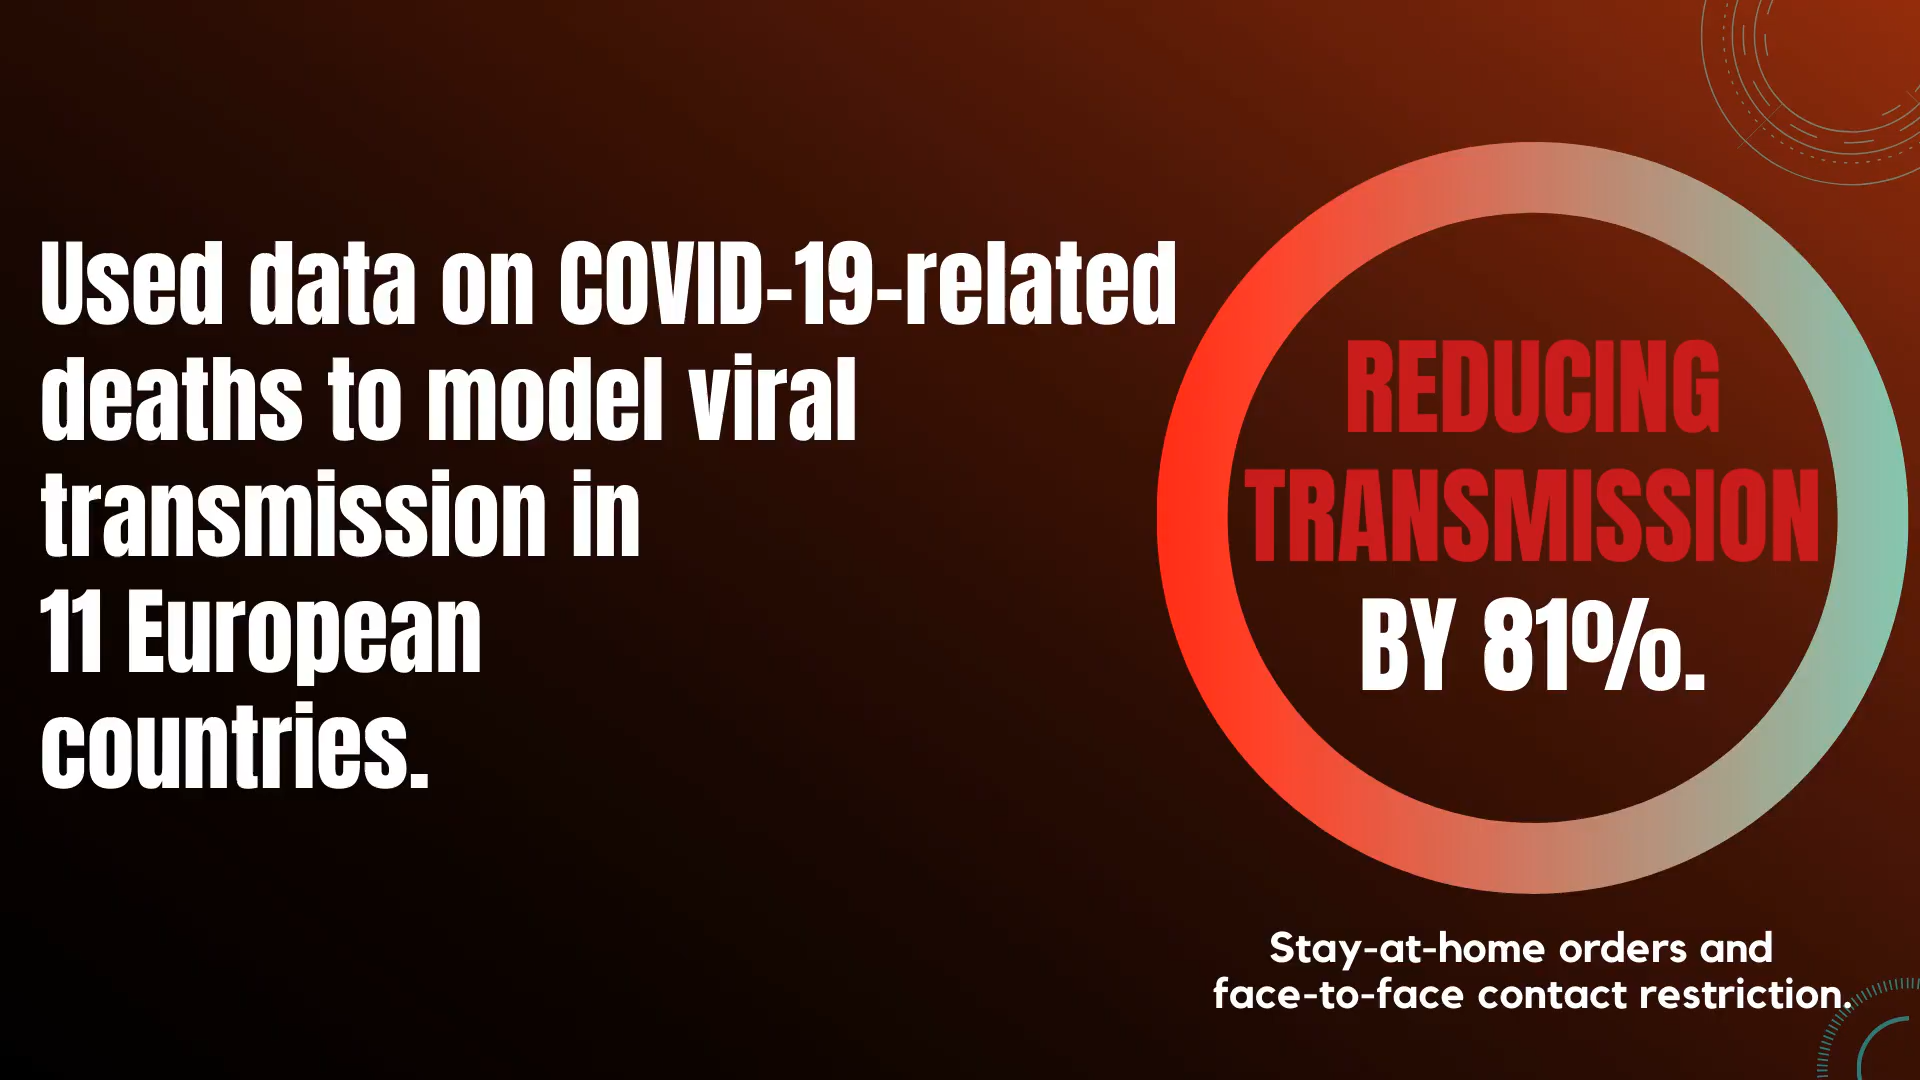 Used data on COVID-19-related
deaths to model viral
transmission in
11 European
countries.
REDUCING
TRANSMISSION
BY 81%.
Stay-at-home orders and
face-to-face contact restriction.